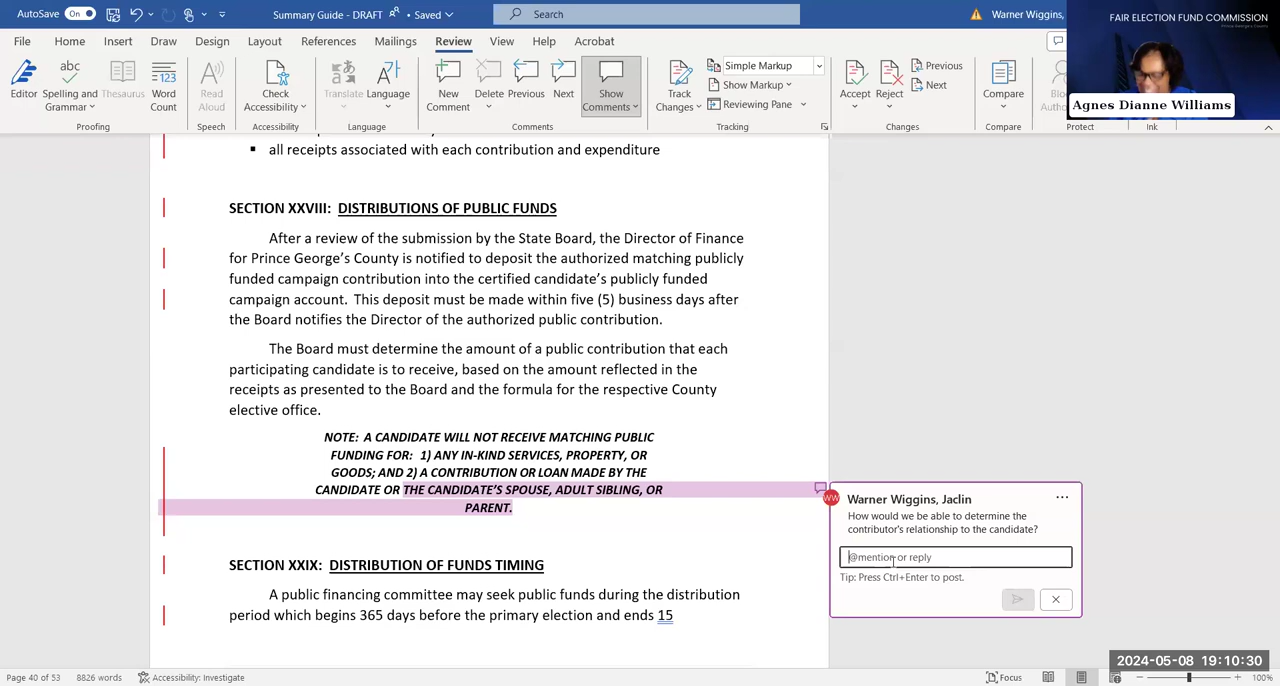 AutoSave On Summary Guide - DRAFT • Saved Search Warner Wiggins,
FAIR ELECTION FUND COMMISSION
Prince George's County
File Home Insert Draw Design Layout References Mailings Review View Help Acrobat
Agnes Dianne Williams
Editor
Spelling and Grammar
Thesaurus
Word Count
Read Aloud
Check Accessibility
Translate
Language
New Comment
Delete
Previous
Next
Show Comments
Track Changes
Simple Markup
Show Markup
Reviewing Pane
Accept
Reject
Previous
Next
Compare
Proofing Speech Accessibility Language Comments Tracking Changes Compare Protect Ink
▪ all receipts associated with each contribution and expenditure
SECTION XXVIII: DISTRIBUTIONS OF PUBLIC FUNDS
After a review of the submission by the State Board, the Director of Finance
for Prince George's County is notified to deposit the authorized matching publicly
funded campaign contribution into the certified candidate's publicly funded
campaign account. This deposit must be made within five (5) business days after
the Board notifies the Director of the authorized public contribution.
The Board must determine the amount of a public contribution that each
participating candidate is to receive, based on the amount reflected in the
receipts as presented to the Board and the formula for the respective County
elective office.
NOTE: A CANDIDATE WILL NOT RECEIVE MATCHING PUBLIC
FUNDING FOR: 1) ANY IN-KIND SERVICES, PROPERTY, OR
GOODS; AND 2) A CONTRIBUTION OR LOAN MADE BY THE
CANDIDATE OR THE CANDIDATE'S SPOUSE, ADULT SIBLING, OR
PARENT.
WW Warner Wiggins, Jaclin
How would we be able to determine the
contributor's relationship to the candidate?
@mention or reply
Tip: Press Ctrl+Enter to post.
SECTION XXIX: DISTRIBUTION OF FUNDS TIMING
A public financing committee may seek public funds during the distribution
period which begins 365 days before the primary election and ends 15
2024-05-08 19:10:30
Page 40 of 53 8826 words Accessibility: Investigate Focus 100%